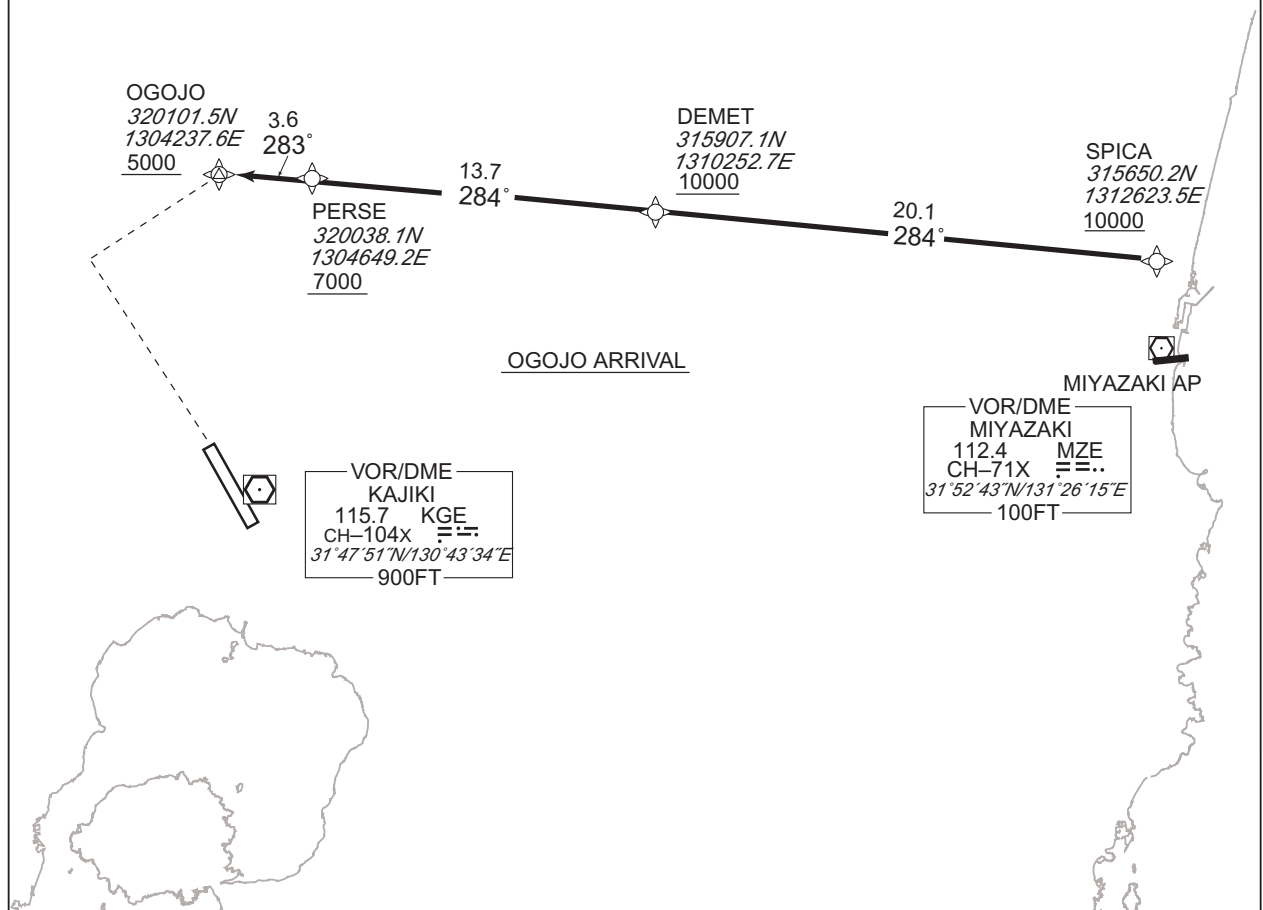 OGOJO
320101.5N
1304237.6E
5000
3.6
283°
PERSE
320038.1N
1304649.2E
7000
13.7
284°
DEMET
315907.1N
1310252.7E
10000
20.1
284°
SPICA
315650.2N
1312623.5E
10000
OGOJO ARRIVAL
MIYAZAKI AP
VOR/DME
MIYAZAKI
112.4 MZE
CH–71X
31°52′43″N/131°26′15″E
100FT
VOR/DME
KAJIKI
115.7 KGE
CH–104X
31°47′51″N/130°43′34″E
900FT